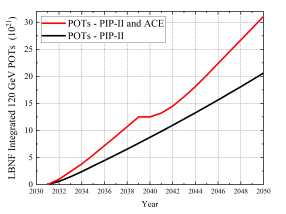 POTs - PIP-II and ACE
POTs - PIP-II
LBNF Integrated 120 GeV POTs (10²¹)
30
25
20
15
10
5
0
2030 2032 2034 2036 2038 2040 2042 2044 2046 2048 2050
Year